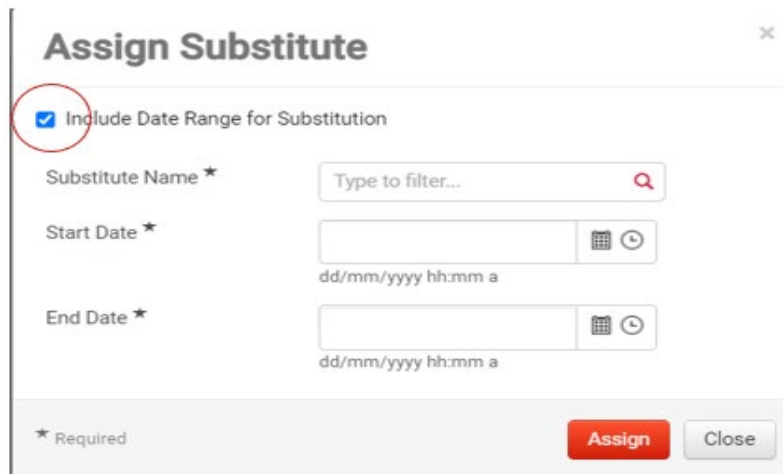 Assign Substitute
×
Include Date Range for Substitution
Substitute Name ★
Type to filter...
Start Date ★
dd/mm/yyyy hh:mm a
End Date ★
dd/mm/yyyy hh:mm a
★ Required
Assign
Close